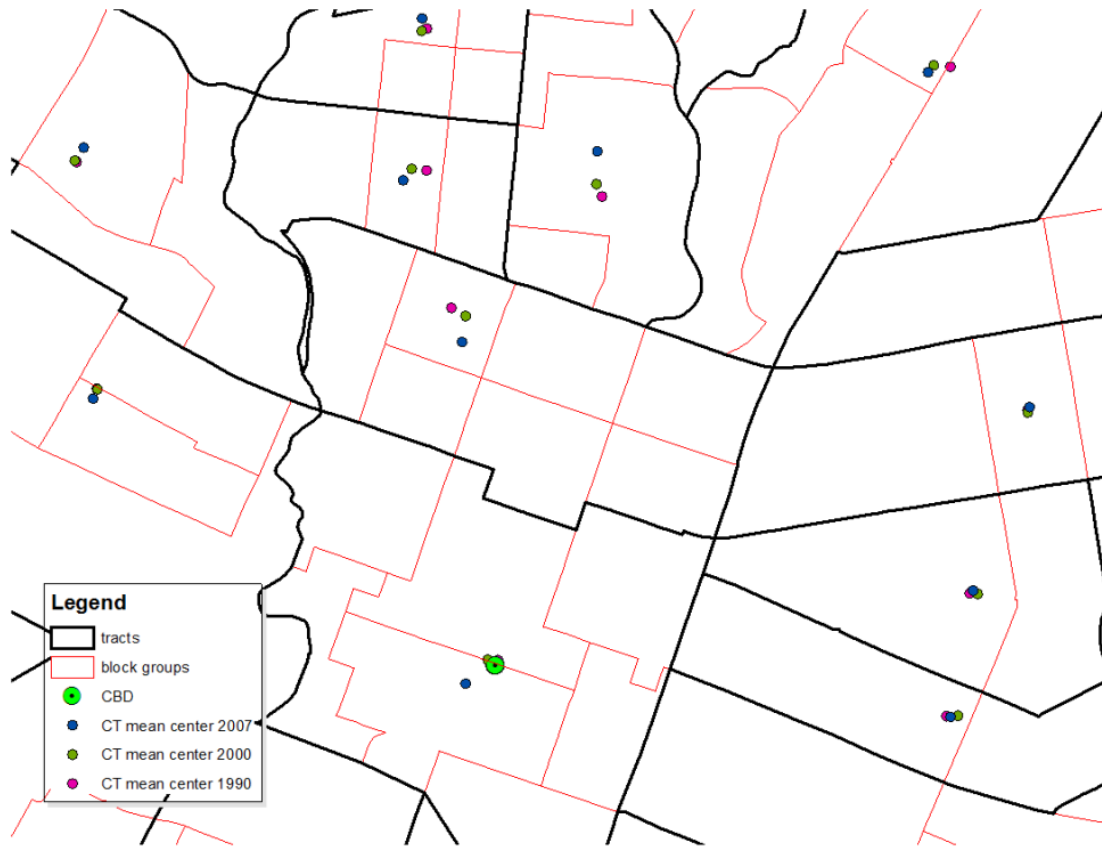 Legend
tracts
block groups
CBD
CT mean center 2007
CT mean center 2000
CT mean center 1990